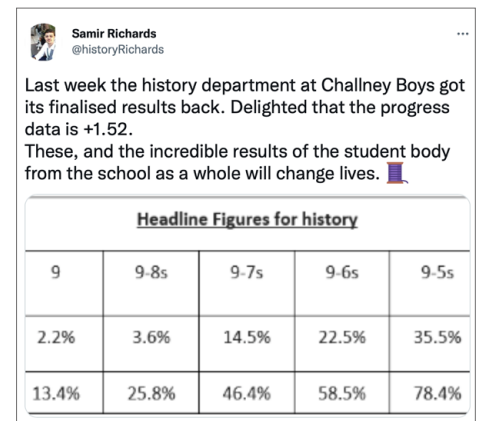 Samir Richards
@historyRichards
Last week the history department at Challney Boys got
its finalised results back. Delighted that the progress
data is +1.52.
These, and the incredible results of the student body
from the school as a whole will change lives. 🧵
Headline Figures for history
9 9-8s 9-7s 9-6s 9-5s
2.2% 3.6% 14.5% 22.5% 35.5%
13.4% 25.8% 46.4% 58.5% 78.4%